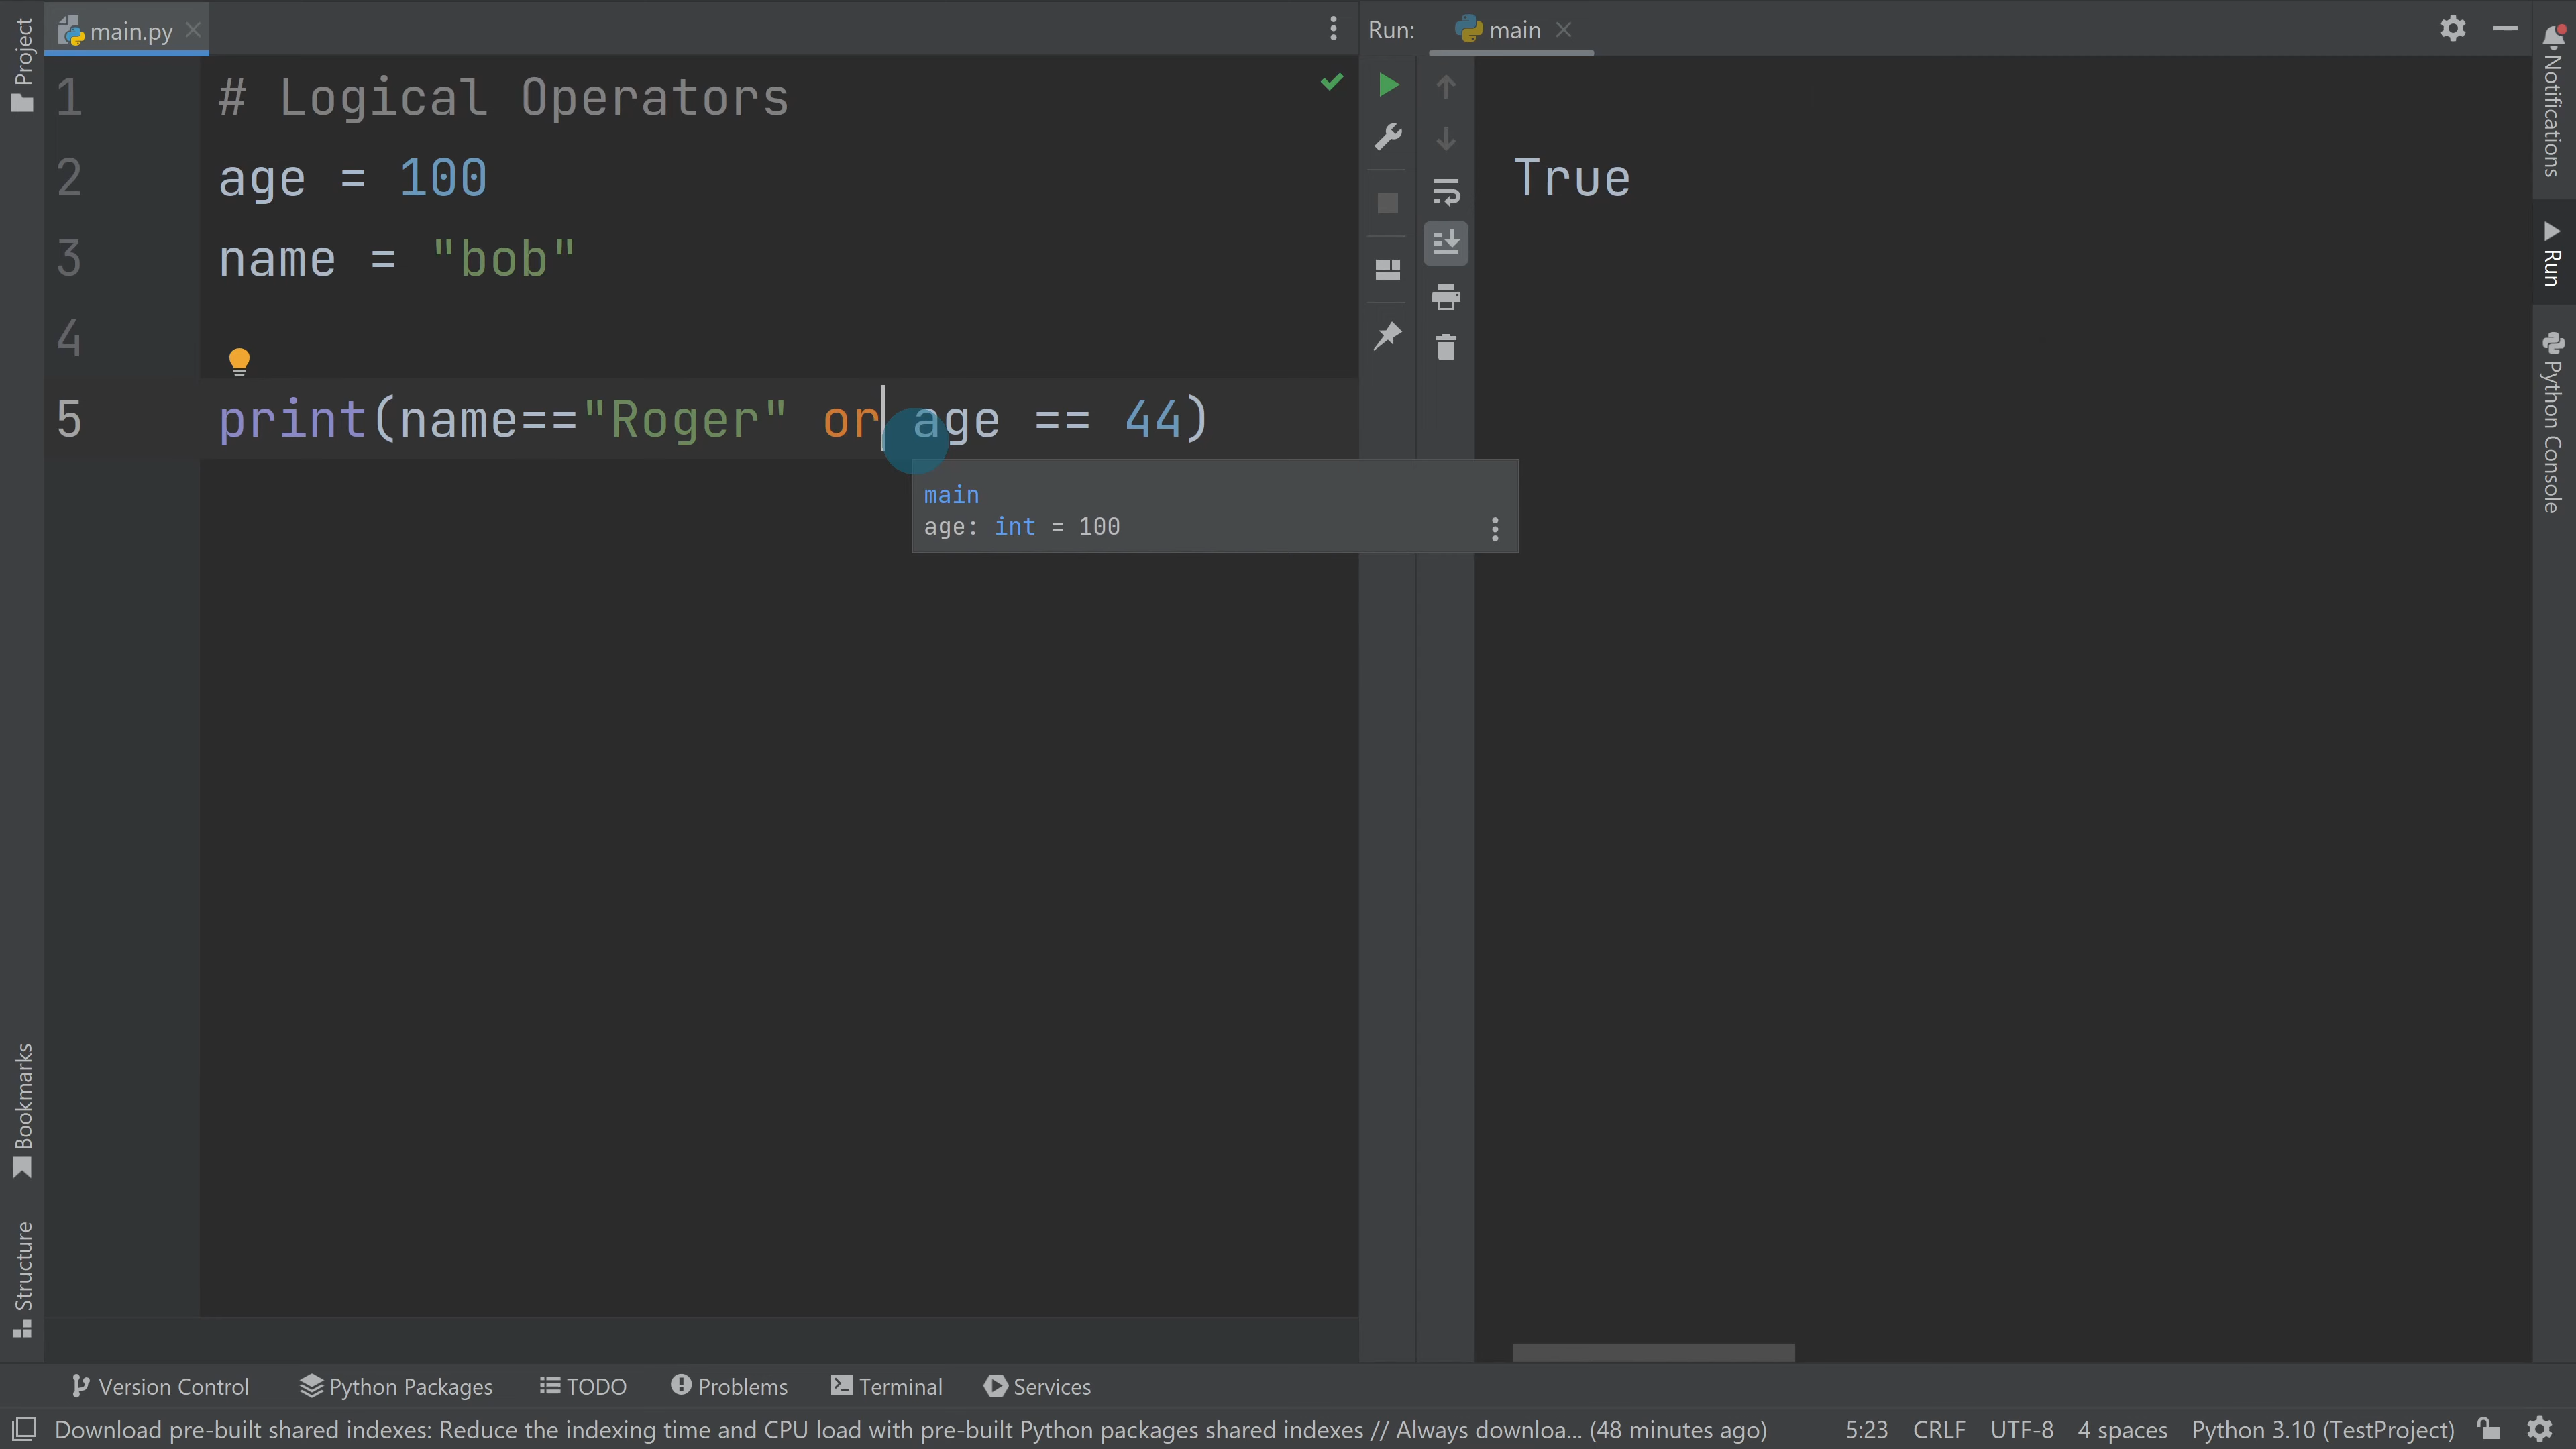 Project
main.py
Run:
main
Notifications
1 # Logical Operators
2 age = 100
3 name = "bob"
4
5 print(name=="Roger" or age == 44)
main
age: int = 100
True
Run
Python Console
Bookmarks
Structure
Version Control
Python Packages
TODO
Problems
Terminal
Services
Download pre-built shared indexes: Reduce the indexing time and CPU load with pre-built Python packages shared indexes // Always downloa... (48 minutes ago)
5:23 CRLF UTF-8 4 spaces Python 3.10 (TestProject)